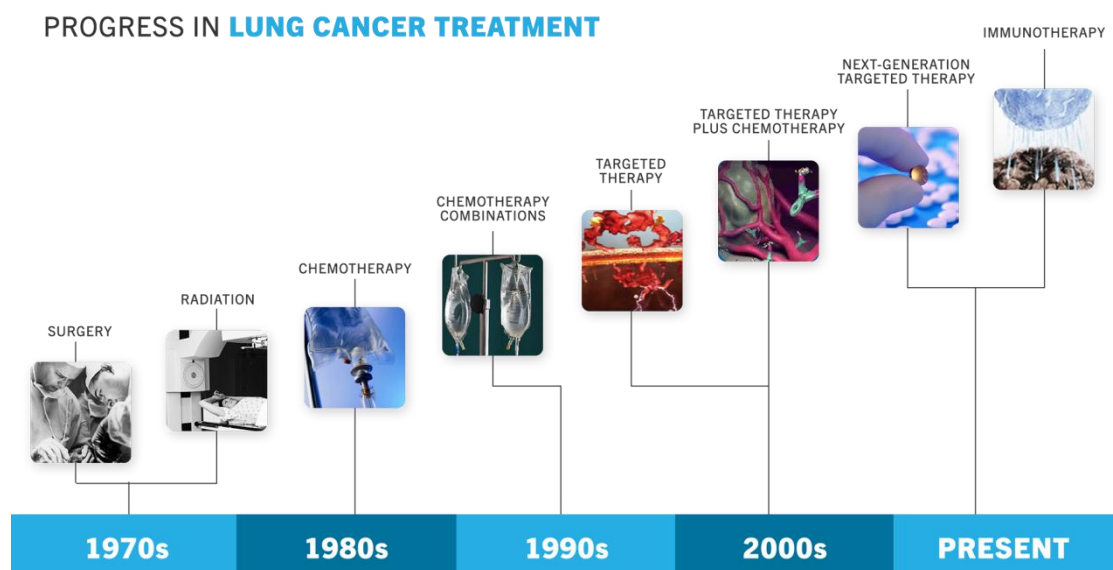 PROGRESS IN LUNG CANCER TREATMENT
SURGERY
RADIATION
CHEMOTHERAPY
CHEMOTHERAPY
COMBINATIONS
TARGETED
THERAPY
TARGETED THERAPY
PLUS CHEMOTHERAPY
NEXT-GENERATION
TARGETED THERAPY
IMMUNOTHERAPY
1970s
1980s
1990s
2000s
PRESENT